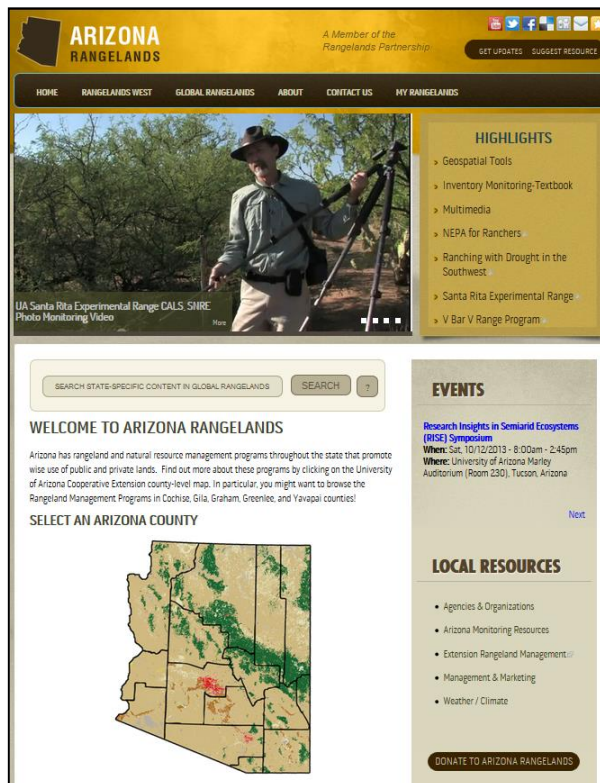 ARIZONA
RANGELANDS
A Member of the
Rangelands Partnership
GET UPDATES SUGGEST RESOURCE
HOME RANGELANDS WEST GLOBAL RANGELANDS ABOUT CONTACT US MY RANGELANDS
UA Santa Rita Experimental Range CALS, SNRE
Photo Monitoring Video
More
HIGHLIGHTS
» Geospatial Tools
» Inventory Monitoring-Textbook
» Multimedia
» NEPA for Ranchers
» Ranching with Drought in the
Southwest
» Santa Rita Experimental Range
» V Bar V Range Program
SEARCH STATE-SPECIFIC CONTENT IN GLOBAL RANGELANDS SEARCH ?
WELCOME TO ARIZONA RANGELANDS
Arizona has rangeland and natural resource management programs throughout the state that promote
wise use of public and private lands. Find out more about these programs by clicking on the University
of Arizona Cooperative Extension county-level map. In particular, you might want to browse the
Rangeland Management Programs in Cochise, Gila, Graham, Greenlee, and Yavapai counties!
SELECT AN ARIZONA COUNTY
EVENTS
Research Insights in Semiarid Ecosystems
(RISE) Symposium
When: Sat, 10/12/2013 - 8:00am - 2:45pm
Where: University of Arizona Marley
Auditorium (Room 230), Tucson, Arizona
Next
LOCAL RESOURCES
• Agencies & Organizations
• Arizona Monitoring Resources
• Extension Rangeland Management
• Management & Marketing
• Weather / Climate
DONATE TO ARIZONA RANGELANDS